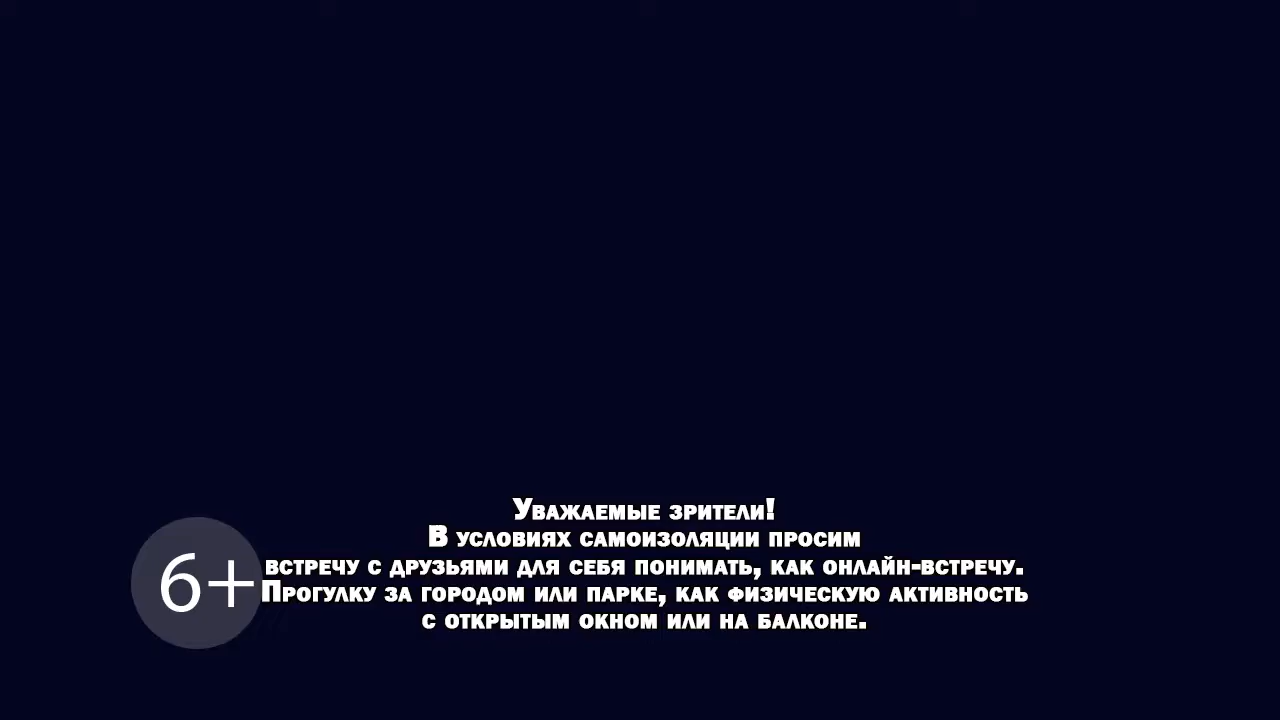 Уважаемые зрители!
В условиях самоизоляции просим
встречу с друзьями для себя понимать, как онлайн-встречу.
6+
Прогулку за городом или парке, как физическую активность
с открытым окном или на балконе.